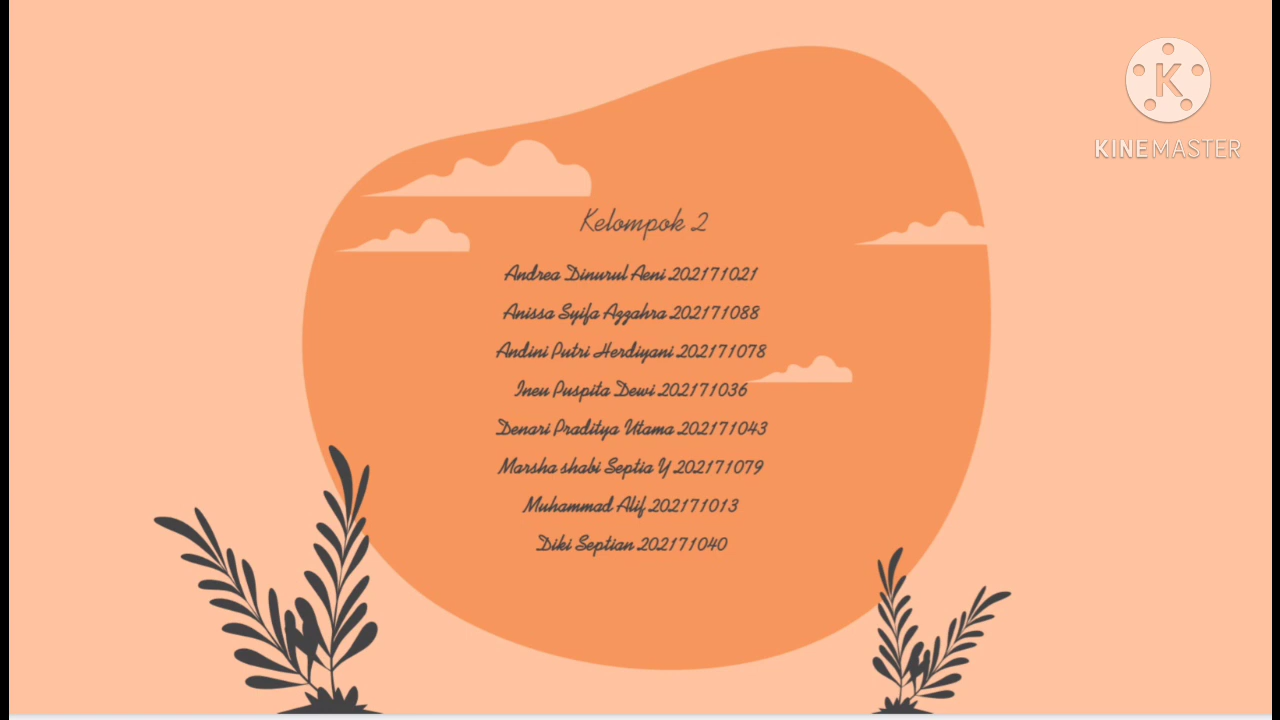 KINEMASTER
Kelompok 2
Andrea Dinurul Aeni 202171021
Anissa Syifa Azzahra 202171088
Andini Putri Herdiyani 202171078
Ineu Puspita Dewi 202171036
Denari Praditya Utama 202171043
Marsha shabi Septia Y 202171079
Muhammad Alif 202171013
Diki Septian 202171040